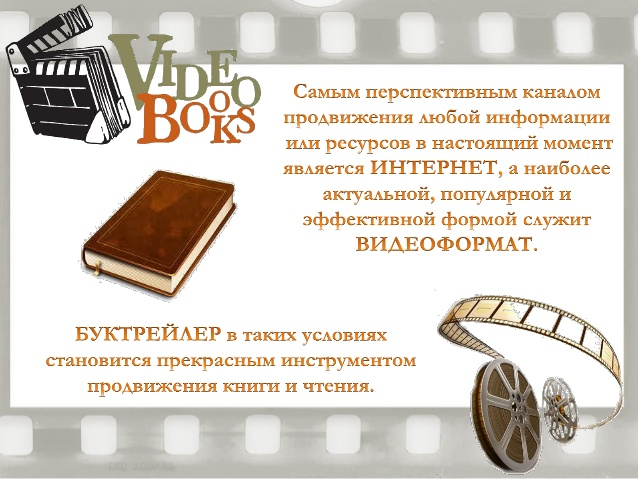 VIDEO
BOOKS
Самым перспективным каналом
продвижения любой информации
или ресурсов в настоящий момент
является ИНТЕРНЕТ, а наиболее
актуальной, популярной и
эффективной формой служит
ВИДЕОФОРМАТ.
БУКТРЕЙЛЕР в таких условиях
становится прекрасным инструментом
продвижения книги и чтения.